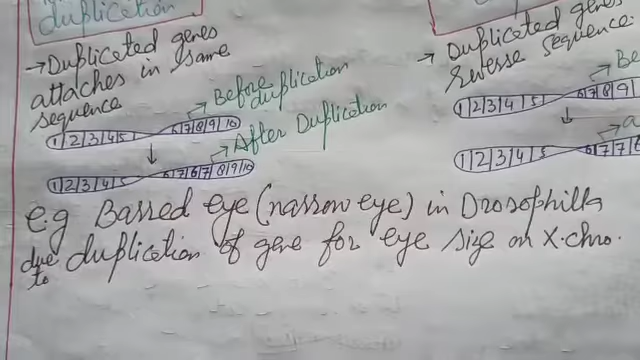 duplication
→Duplicated genes
attaches in same
sequence
Before duplication
1 2 3 4 5 6 7 8 9 10
After Duplication
1 2 3 4 5 6 7 6 7 8 9 10
→ Duplicated genes
reverse sequence
Be
1 2 3 4 5 6 7 8 9
a
1 2 3 4 5 6 7 7 6
e.g Barred eye (narrow eye) in Drosophilla
due to duplication of gene for eye size on X.chro.